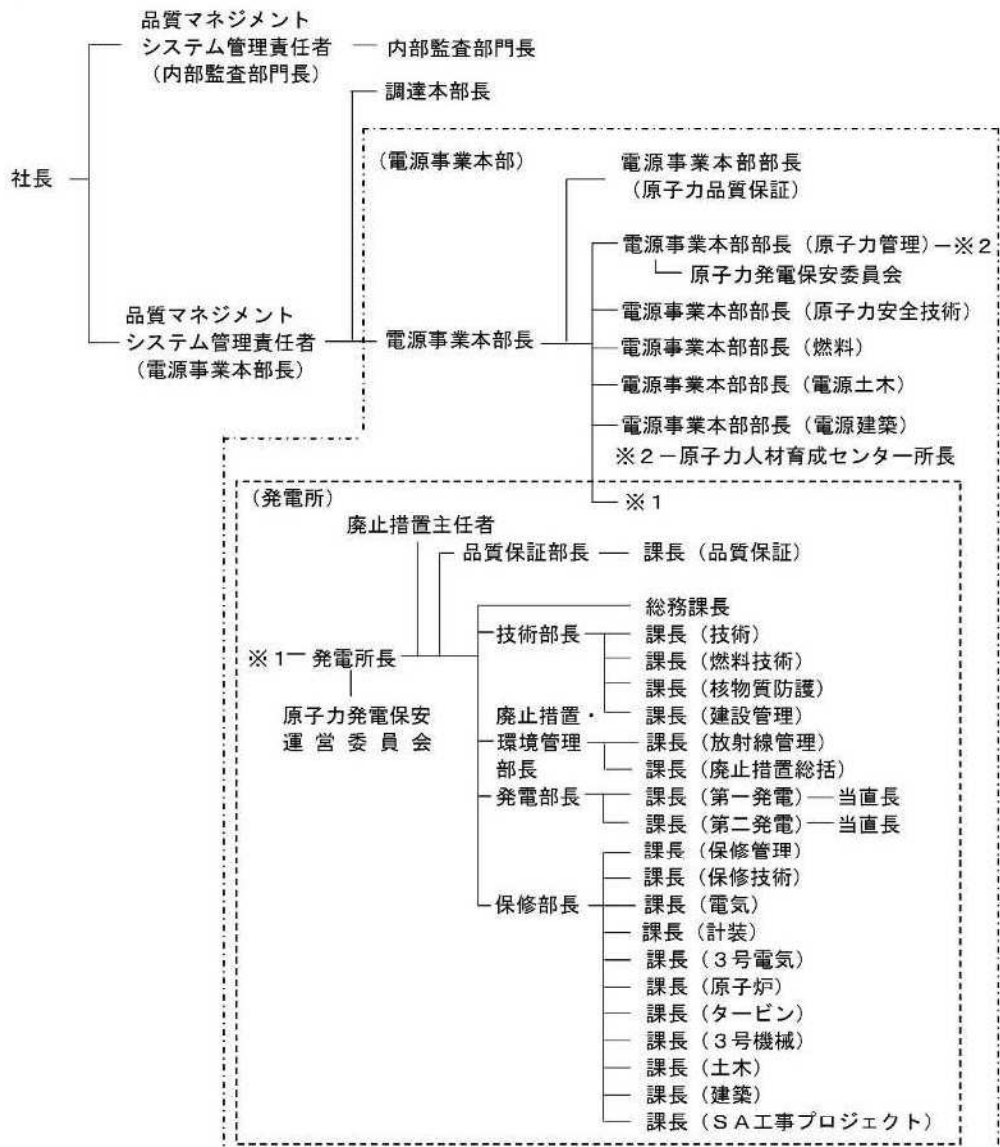 品質マネジメント
システム管理責任者 ― 内部監査部門長
(内部監査部門長)
調達本部長
社長
(電源事業本部)
電源事業本部部長
(原子力品質保証)
電源事業本部部長(原子力管理)－※2
原子力発電保安委員会
品質マネジメント
システム管理責任者
(電源事業本部長)
電源事業本部長
電源事業本部部長(原子力安全技術)
電源事業本部部長(燃料)
電源事業本部部長(電源土木)
電源事業本部部長(電源建築)
※2－原子力人材育成センター所長
※1
(発電所)
廃止措置主任者
品質保証部長 ― 課長(品質保証)
※1－発電所長
原子力発電保安
運営委員会
総務課長
技術部長
課長(技術)
課長(燃料技術)
課長(核物質防護)
課長(建設管理)
廃止措置・
環境管理
部長
課長(放射線管理)
課長(廃止措置総括)
発電部長
課長(第一発電)―当直長
課長(第二発電)―当直長
保修部長
課長(保修管理)
課長(保修技術)
課長(電気)
課長(計装)
課長(3号電気)
課長(原子炉)
課長(タービン)
課長(3号機械)
課長(土木)
課長(建築)
課長(SA工事プロジェクト)